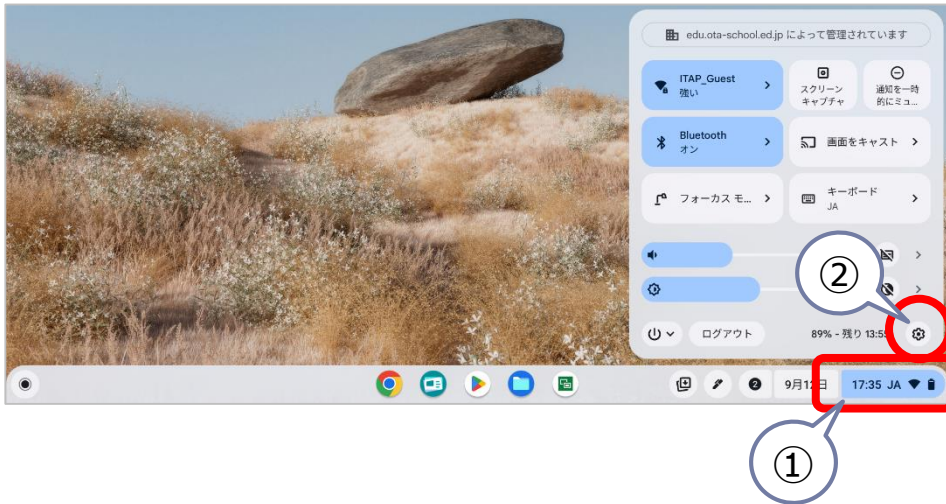 edu.ota-school.ed.jp によって管理されています
ITAP_Guest
強い
スクリーン
キャプチャ
通知を一時
的にミュ...
Bluetooth
オン
画面をキャスト
フォーカス モ...
キーボード
JA
②
ログアウト
89% - 残り 13:5
2
9月1 日
17:35 JA
①